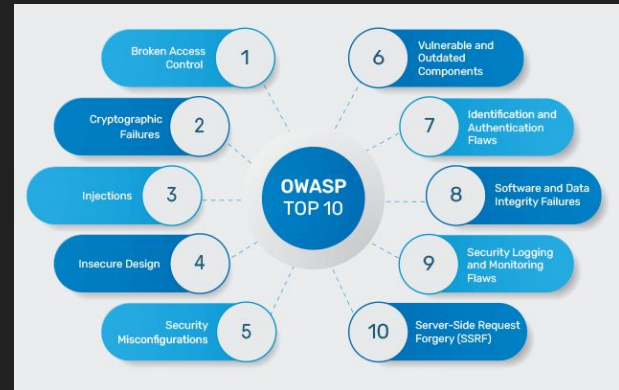 Broken Access
Control
1
Cryptographic
Failures
2
Injections
3
Insecure Design
4
Security
Misconfigurations
5
OWASP
TOP 10
6
Vulnerable and
Outdated
Components
7
Identification and
Authentication
Flaws
8
Software and Data
Integrity Failures
9
Security Logging
and Monitoring
Flaws
10
Server-Side Request
Forgery (SSRF)